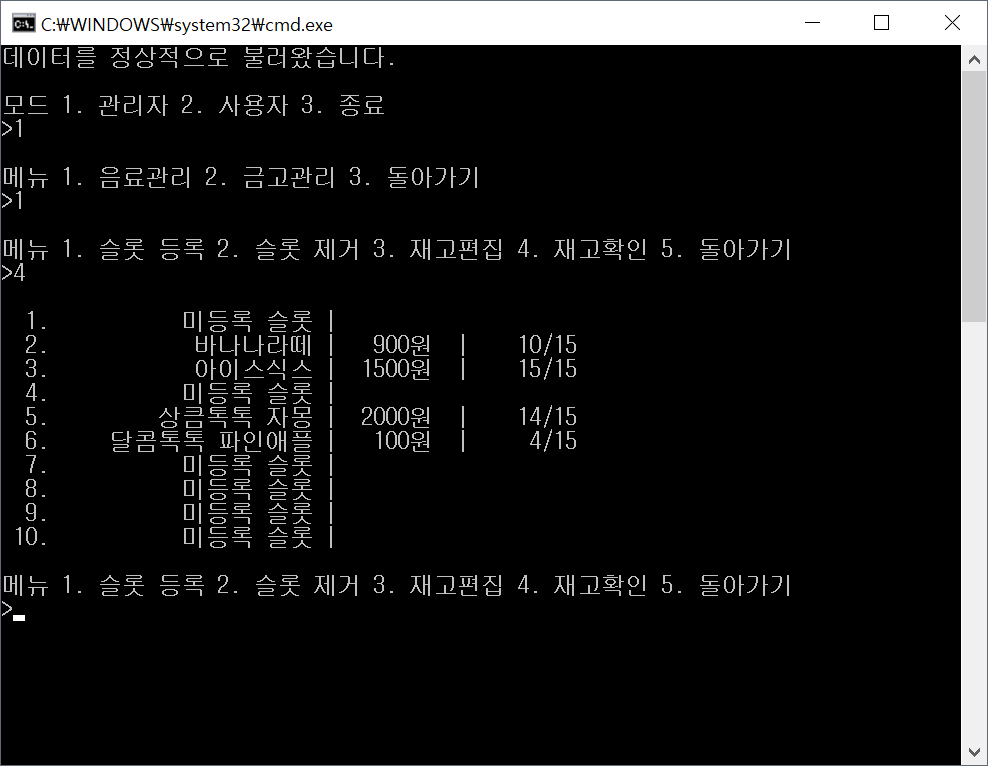 C:₩WINDOWS₩system32₩cmd.exe
데이터를 정상적으로 불러왔습니다.
모드 1. 관리자 2. 사용자 3. 종료
>1
메뉴 1. 음료관리 2. 금고관리 3. 돌아가기
>1
메뉴 1. 슬롯 등록 2. 슬롯 제거 3. 재고편집 4. 재고확인 5. 돌아가기
>4
1. 미등록 슬롯 |
2. 바나나라떼 | 900원 | 10/15
3. 아이스식스 | 1500원 | 15/15
4. 미등록 슬롯 |
5. 상큼톡톡 자몽 | 2000원 | 14/15
6. 달콤톡톡 파인애플 | 100원 | 4/15
7. 미등록 슬롯 |
8. 미등록 슬롯 |
9. 미등록 슬롯 |
10. 미등록 슬롯 |
메뉴 1. 슬롯 등록 2. 슬롯 제거 3. 재고편집 4. 재고확인 5. 돌아가기
>